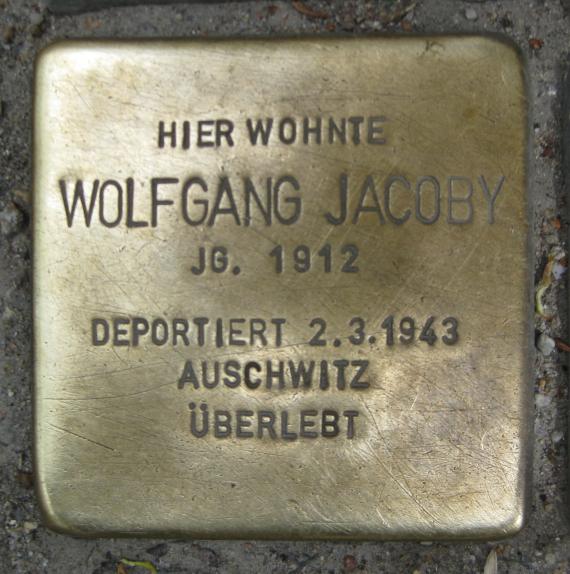 HIER WOHNTE
WOLFGANG JACOBY
JG. 1912
DEPORTIERT 2.3.1943
AUSCHWITZ
ÜBERLEBT